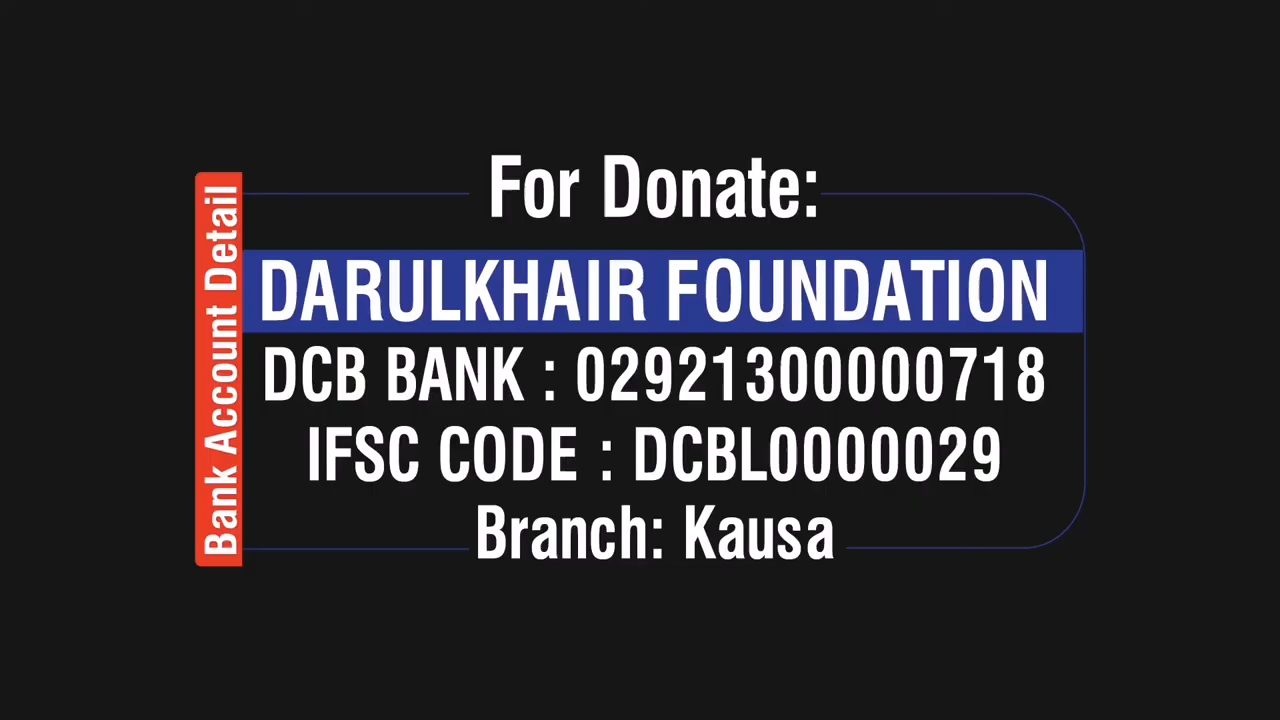 For Donate:
Bank Account Detail
DARULKHAIR FOUNDATION
DCB BANK : 02921300000718
IFSC CODE : DCBL0000029
Branch: Kausa